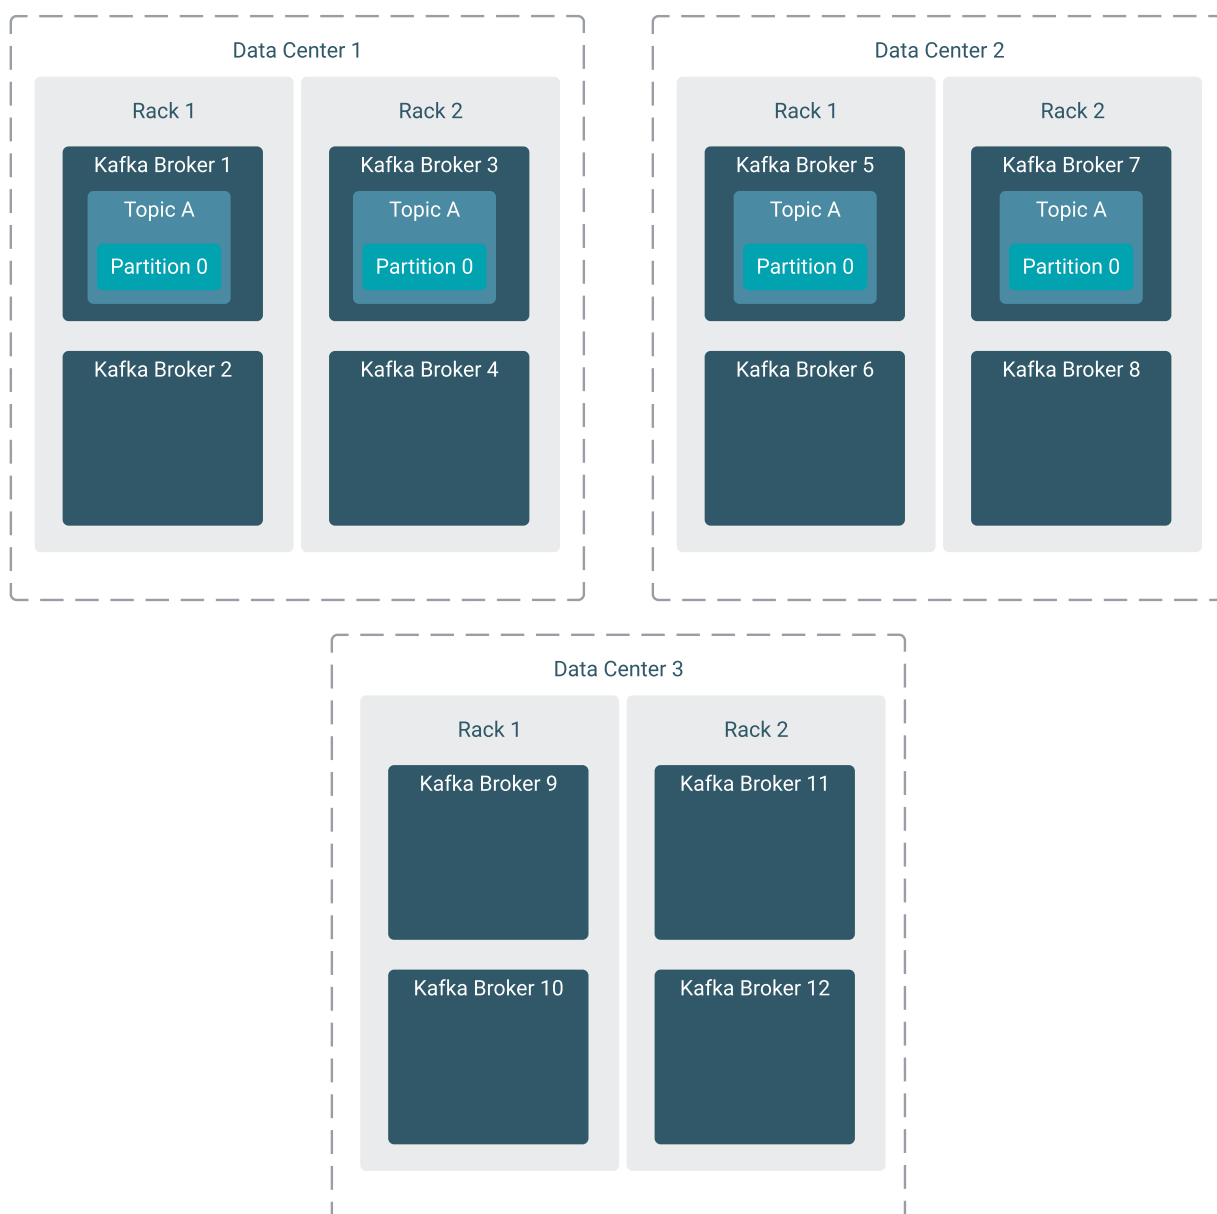 Data Center 1
Rack 1
Kafka Broker 1
Topic A
Partition 0
Kafka Broker 2
Rack 2
Kafka Broker 3
Topic A
Partition 0
Kafka Broker 4
Data Center 2
Rack 1
Kafka Broker 5
Topic A
Partition 0
Kafka Broker 6
Rack 2
Kafka Broker 7
Topic A
Partition 0
Kafka Broker 8
Data Center 3
Rack 1
Kafka Broker 9
Kafka Broker 10
Rack 2
Kafka Broker 11
Kafka Broker 12